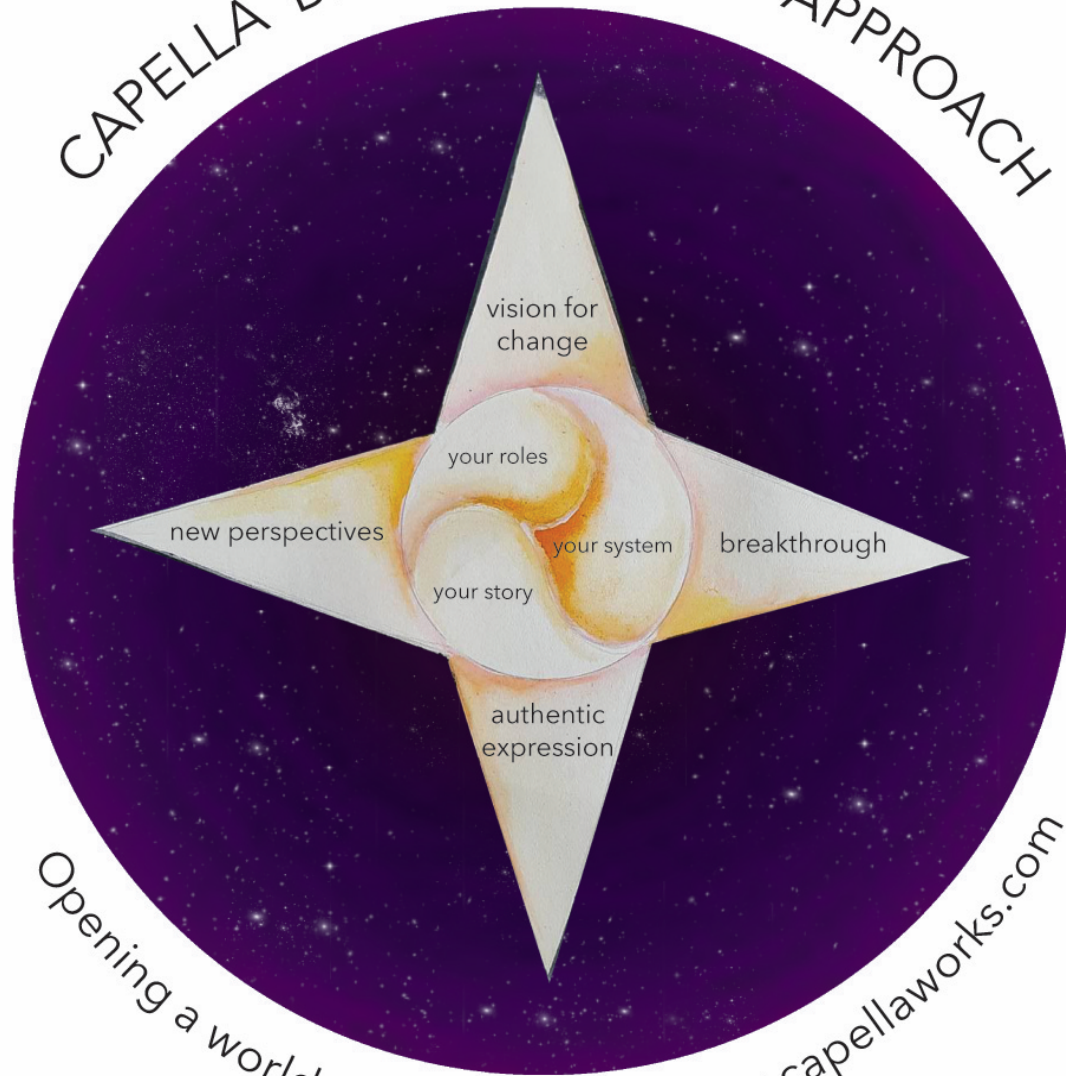 CAPELLA
APPROACH
vision for
change
your roles
new perspectives
your system
breakthrough
your story
authentic
expression
Opening a world
capellaworks.com